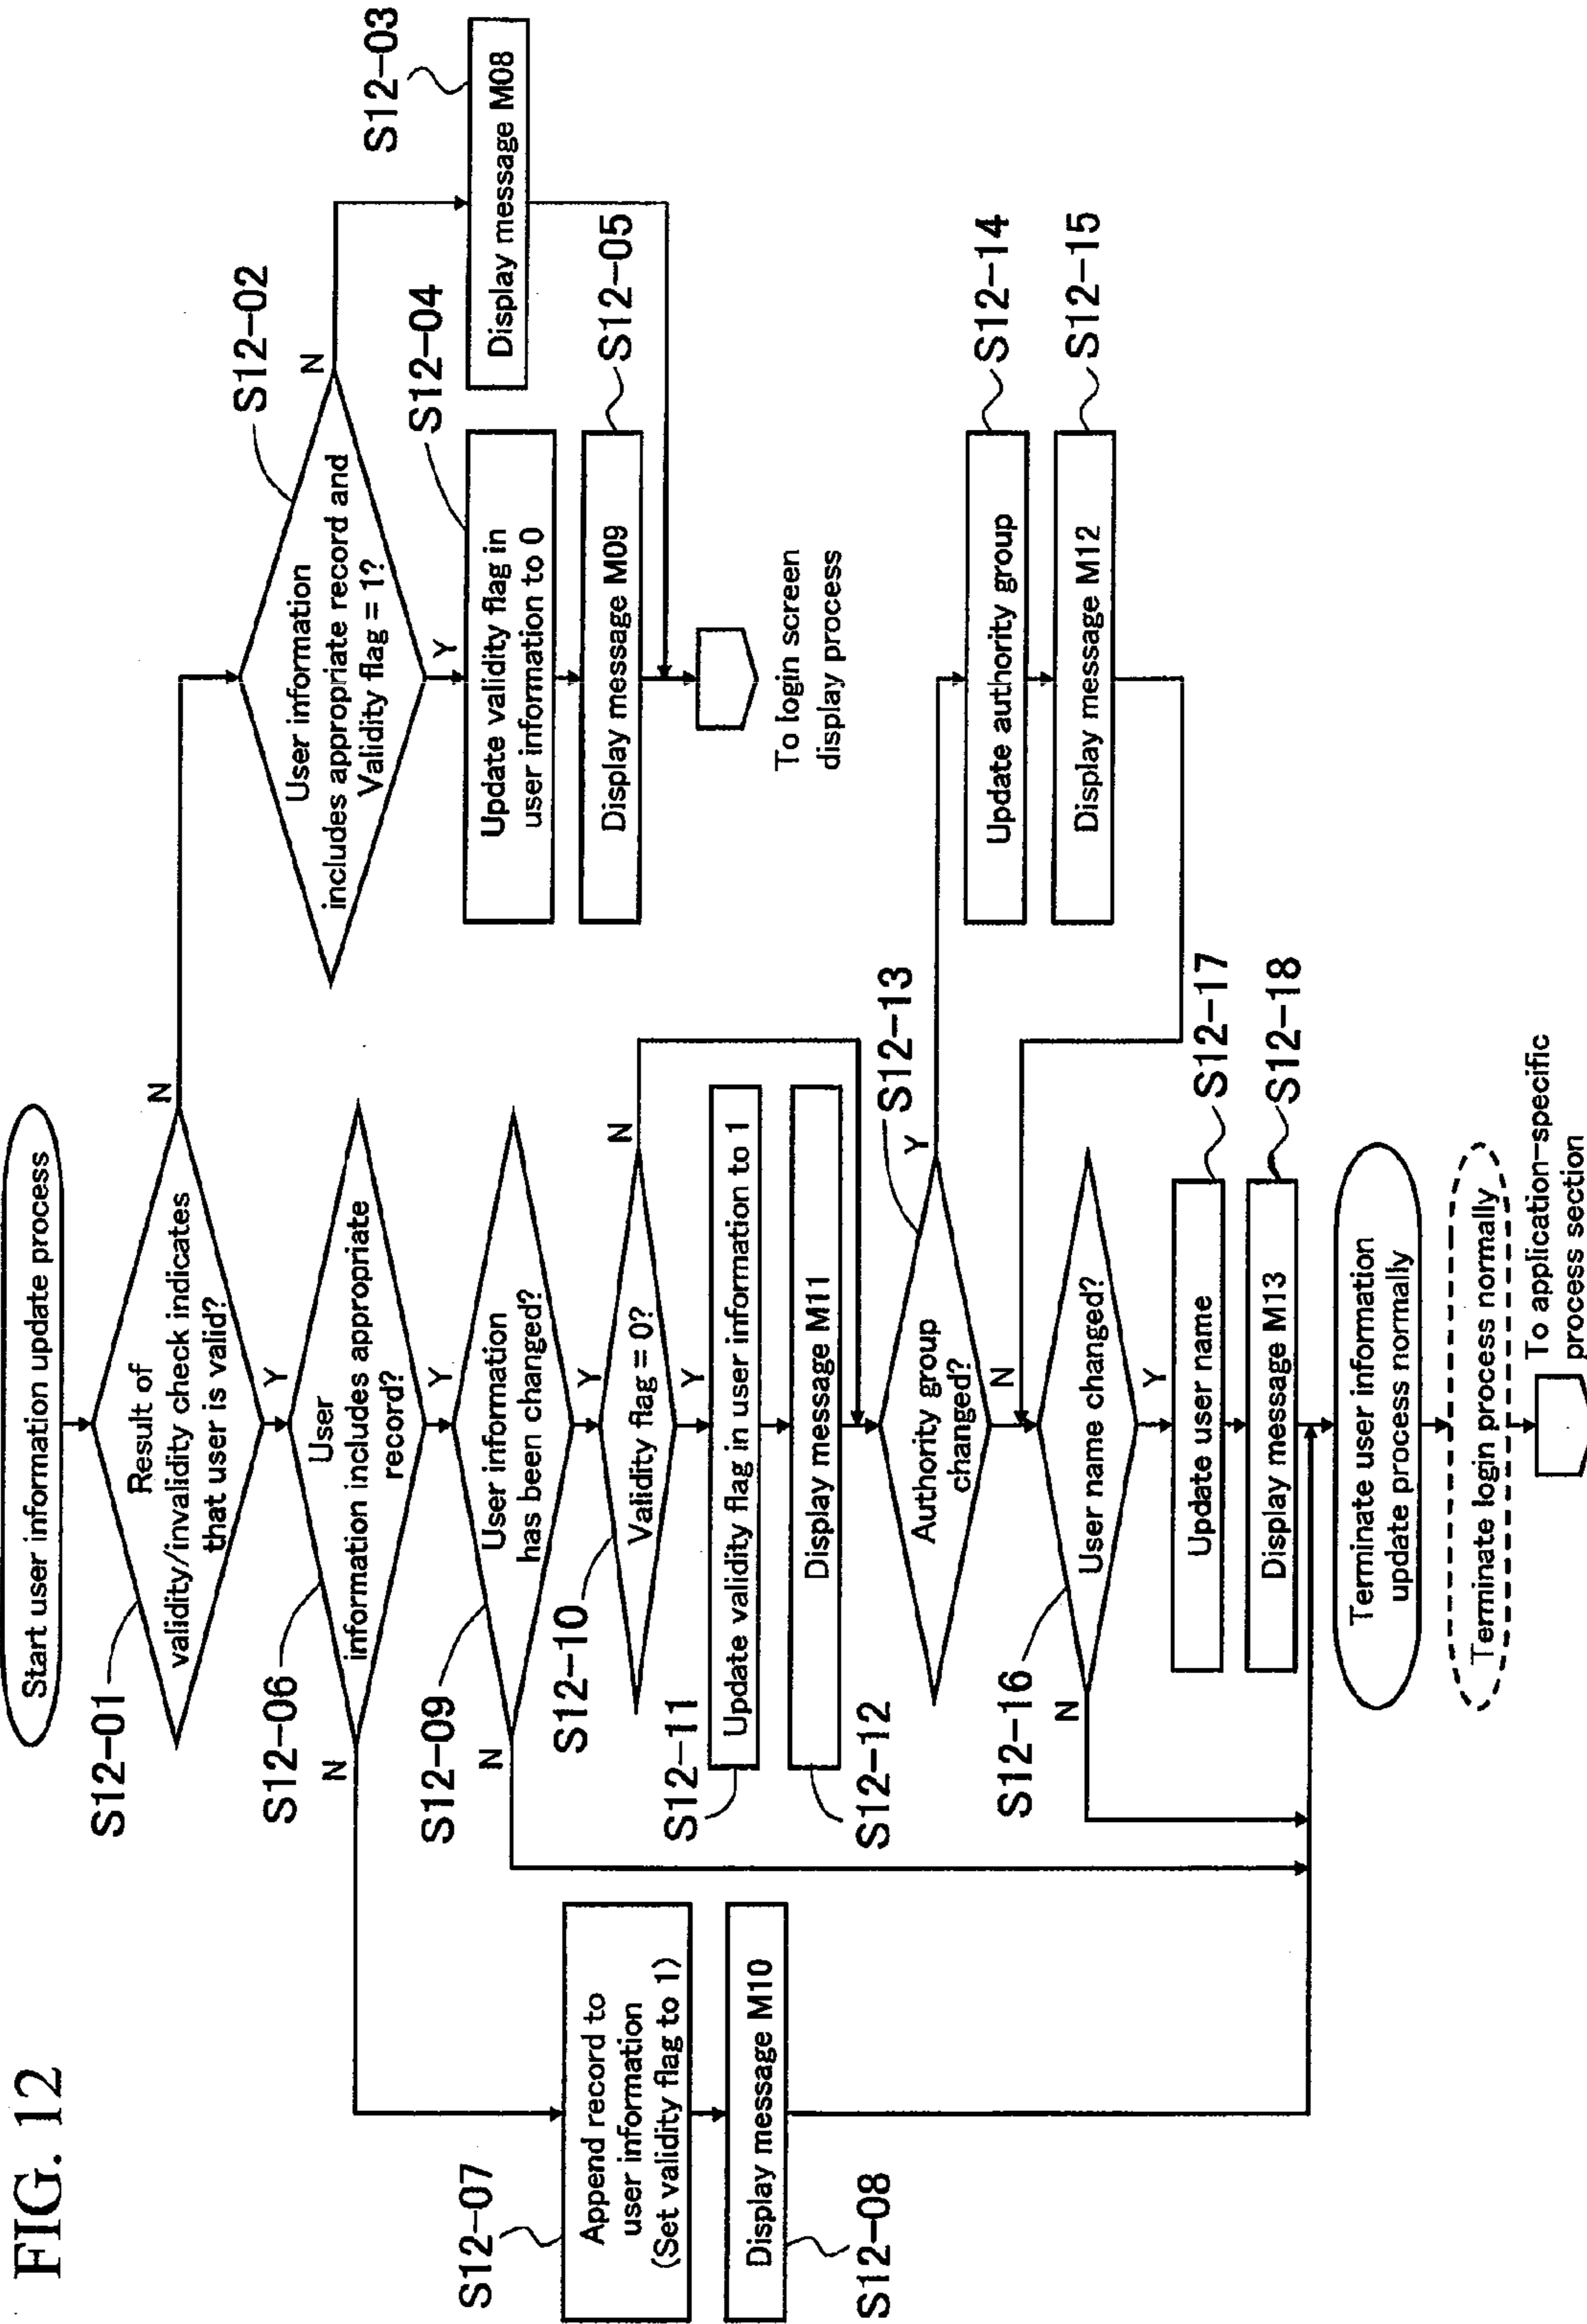 FIG. 12
Start user information update process
S12-01
Result of
validity/invalidity check indicates
that user is valid?
N
Y
S12-02
User information
includes appropriate record and
Validity flag = 1?
N
Y
S12-03
Display message M08
S12-04
Update validity flag in
user information to 0
S12-05
Display message M09
To login screen
display process
S12-06
User
information includes appropriate
record?
N
Y
S12-07
Append record to
user information
(Set validity flag to 1)
S12-08
Display message M10
S12-09
User information
has been changed?
N
Y
S12-10
Validity flag = 0?
N
Y
S12-11
Update validity flag in user information to 1
S12-12
Display message M11
S12-13
Authority group
changed?
Y
N
S12-14
Update authority group
S12-15
Display message M12
S12-16
User name changed?
N
Y
S12-17
Update user name
S12-18
Display message M13
Terminate user information
update process normally
Terminate login process normally
To application-specific
process section